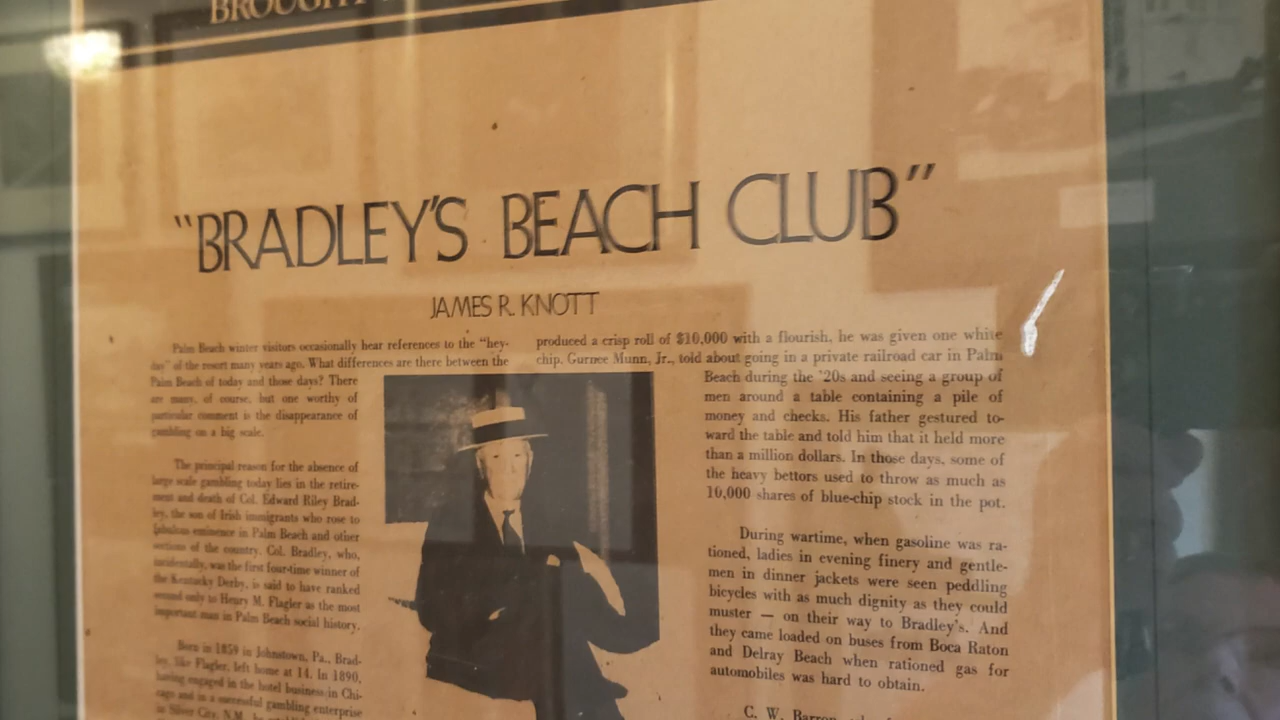 BROUGHT
"BRADLEY'S BEACH CLUB"
JAMES R. KNOTT
Palm Beach winter visitors occasionally hear references to the "hey-
day" of the resort many years ago. What differences are there between the
Palm Beach of today and those days? There
are many, of course, but one worthy of
particular comment is the disappearance of
gambling on a big scale.
The principal reason for the absence of
large scale gambling today lies in the retire-
ment and death of Col. Edward Riley Brad-
ley, the son of Irish immigrants who rose to
fabulous eminence in Palm Beach and other
sections of the country. Col. Bradley, who,
incidentally, was the first four-time winner of
the Kentucky Derby, is said to have ranked
second only to Henry M. Flagler as the most
important man in Palm Beach social history.
Born in 1859 in Johnstown, Pa., Brad-
ley, like Flagler, left home at 14. In 1890,
having engaged in the hotel business in Chi-
cago and in a successful gambling enterprise
in Silver City, N.M., he
produced a crisp roll of $10,000 with a flourish, he was given one white
chip. Gurnee Munn, Jr., told about going in a private railroad car in Palm
Beach during the '20s and seeing a group of
men around a table containing a pile of
money and checks. His father gestured to-
ward the table and told him that it held more
than a million dollars. In those days, some of
the heavy bettors used to throw as much as
10,000 shares of blue-chip stock in the pot.
During wartime, when gasoline was ra-
tioned, ladies in evening finery and gentle-
men in dinner jackets were seen peddling
bicycles with as much dignity as they could
muster — on their way to Bradley's. And
they came loaded on buses from Boca Raton
and Delray Beach when rationed gas for
automobiles was hard to obtain.
C. W. Barron